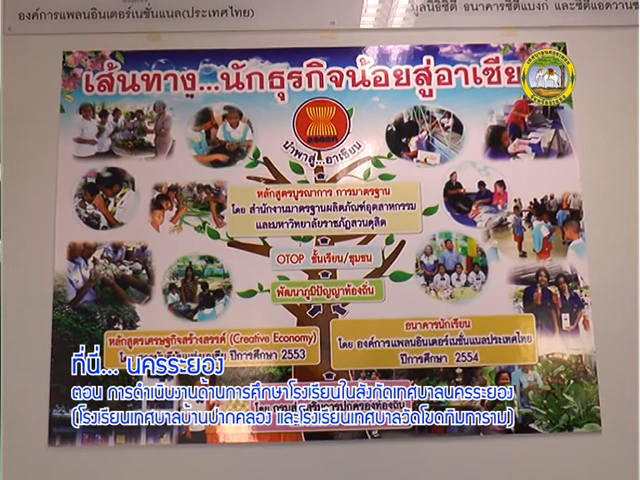 องค์การแพลนอินเตอร์เนชั่นแนล(ประเทศไทย)
มูลนิธิซิตี้ ธนาคารซิตี้แบงก์ และซิตี้แอดวานซ์
เส้นทาง...นักธุรกิจน้อยสู่อาเซีย
asean
นำพาสู่...อาเซียน
หลักสูตรบูรณาการ การมาตรฐาน
โดย สำนักงานมาตรฐานผลิตภัณฑ์อุตสาหกรรม
และมหาวิทยาลัยราชภัฏสวนดุสิต
OTOP ชั้นเรียน/ชุมชน
พัฒนาภูมิปัญญาท้องถิ่น
หลักสูตรเศรษฐกิจสร้างสรรค์ (Creative Economy)
ปีการศึกษา 2553
ธนาคารนักเรียน
โดย องค์การแพลนอินเตอร์เนชั่นแนลประเทศไทย
ปีการศึกษา 2554
ที่นี่... นครระยอง
ตอน การดำเนินงานด้านการศึกษาโรงเรียนในสังกัดเทศบาลนครระยอง
(โรงเรียนเทศบาลบ้านปากคลอง และโรงเรียนเทศบาลวัดโขดทิมทาราม)